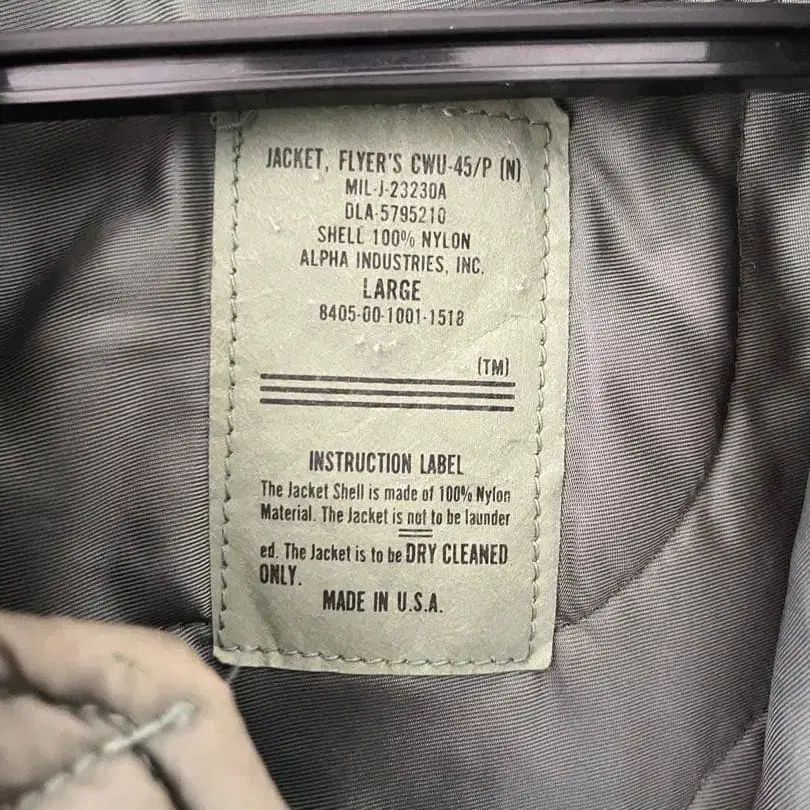 JACKET, FLYER'S CWU-45/P (N)
MIL-J-23230A
DLA-5795210
SHELL 100% NYLON
ALPHA INDUSTRIES, INC.
LARGE
8405-00-1001-1518
(TM)
INSTRUCTION LABEL
The Jacket Shell is made of 100% Nylon
Material. The Jacket is not to be launder
ed. The Jacket is to be DRY CLEANED
ONLY.
MADE IN U.S.A.